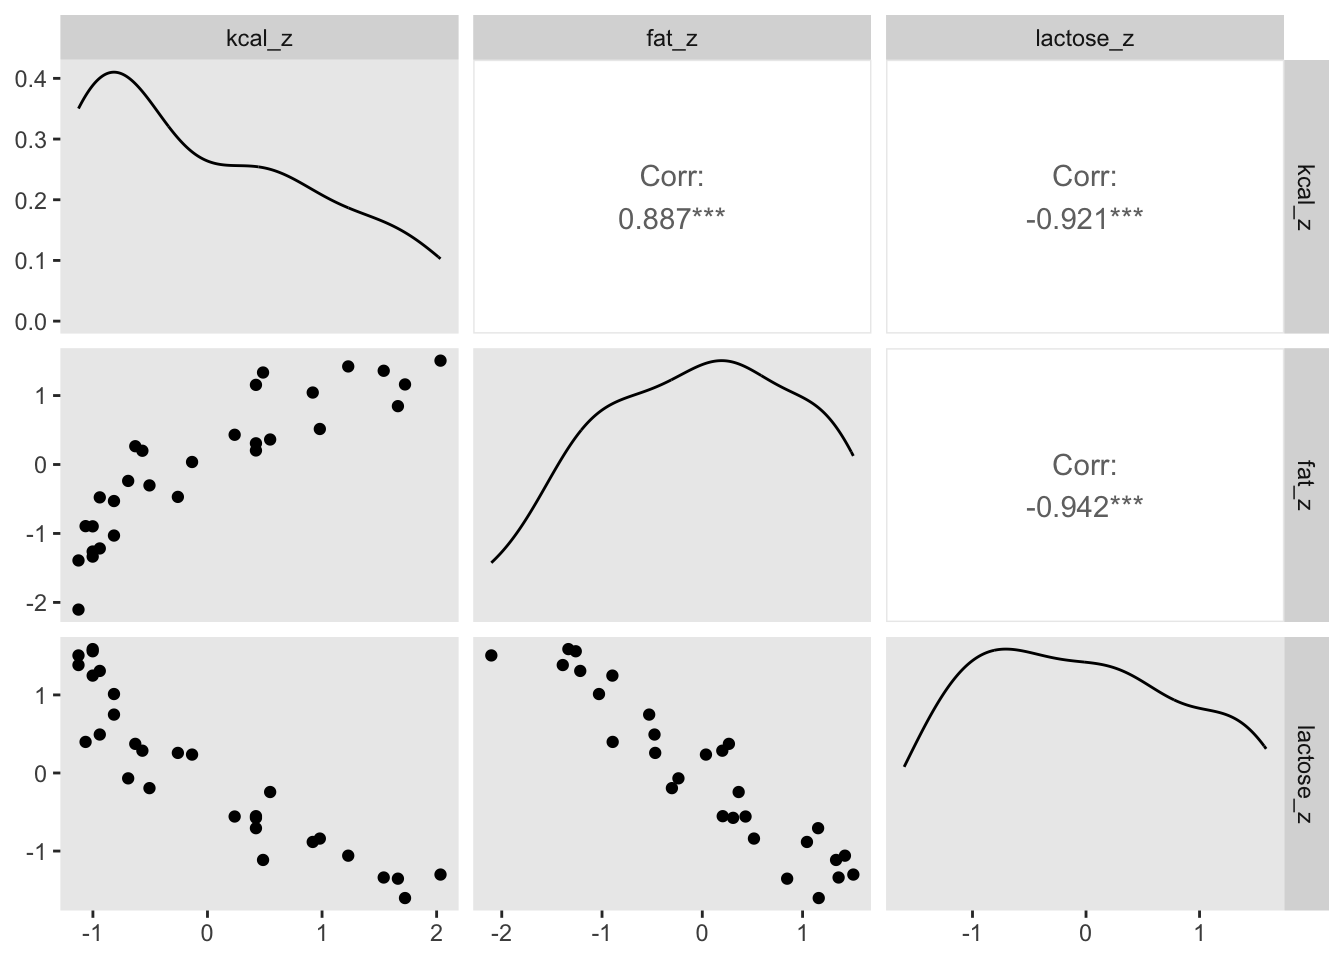 kcal_z
fat_z
lactose_z
0.4
0.3
0.2
0.1
0.0
Corr:
0.887***
Corr:
-0.921***
kcal_z
1
0
-1
-2
Corr:
-0.942***
fat_z
1
0
-1
lactose_z
-1
0
1
2
-2
-1
0
1
-1
0
1